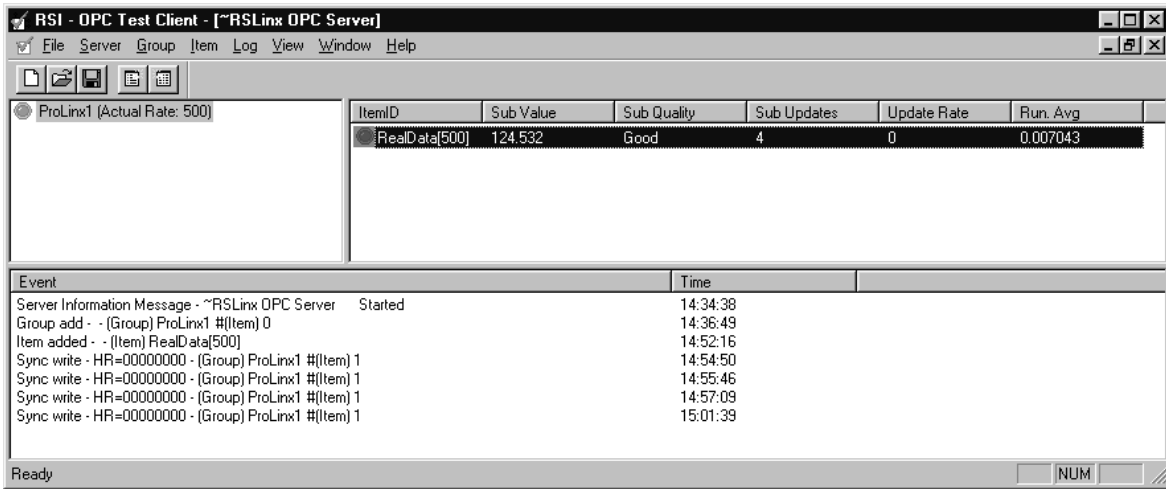 RSI - OPC Test Client - [~RSLinx OPC Server]
File Server Group Item Log View Window Help
ProLinx1 (Actual Rate: 500)
ItemID Sub Value Sub Quality Sub Updates Update Rate Run. Avg
RealData[500] 124.532 Good 4 0 0.007043
Event Time
Server Information Message - ~RSLinx OPC Server Started 14:34:38
Group add - - (Group) ProLinx1 #(Item) 0 14:36:49
Item added - - (Item) RealData[500] 14:52:16
Sync write - HR=00000000 - (Group) ProLinx1 #(Item) 1 14:54:50
Sync write - HR=00000000 - (Group) ProLinx1 #(Item) 1 14:55:46
Sync write - HR=00000000 - (Group) ProLinx1 #(Item) 1 14:57:09
Sync write - HR=00000000 - (Group) ProLinx1 #(Item) 1 15:01:39
Ready NUM